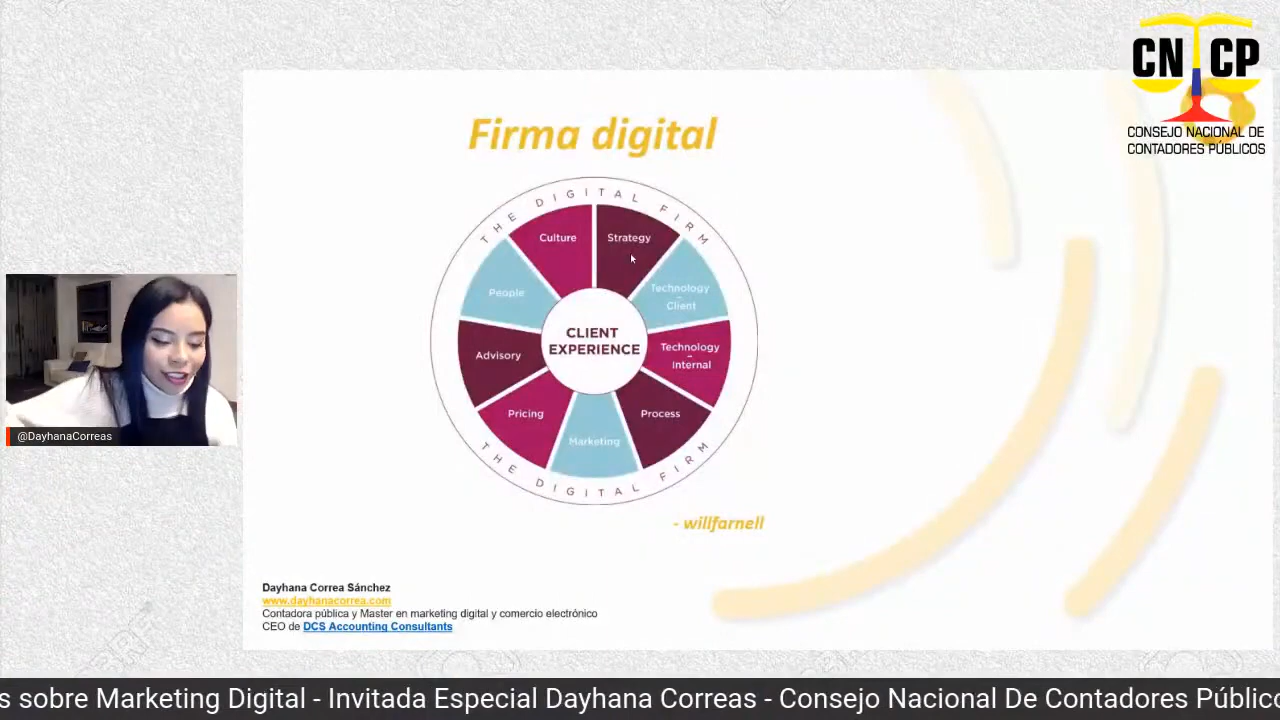 CNCP
CONSEJO NACIONAL DE
CONTADORES PÚBLICOS
Firma digital
THE DIGITAL FIRM
Culture
Strategy
People
Technology
–
Client
CLIENT
EXPERIENCE
Advisory
Technology
–
Internal
Pricing
Process
Marketing
THE DIGITAL FIRM
- willfarnell
@DayhanaCorreas
Dayhana Correa Sánchez
www.dayhanacorrea.com
Contadora pública y Master en marketing digital y comercio electrónico
CEO de DCS Accounting Consultants
s sobre Marketing Digital - Invitada Especial Dayhana Correas - Consejo Nacional De Contadores Público